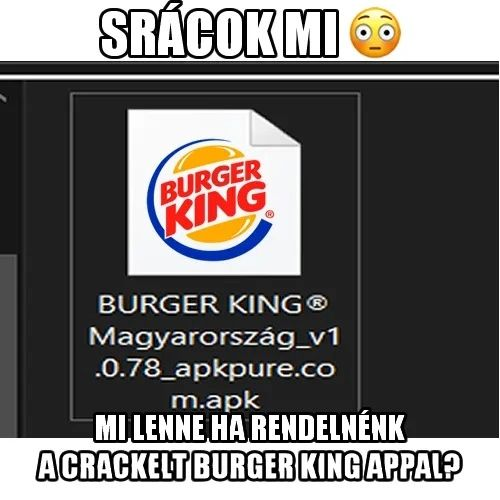 SRÁCOK MI 😳
BURGER
KING®
BURGER KING®
Magyarország_v1
.0.78_apkpure.co
m.apk
MI LENNE HA RENDELNÉNK
A CRACKELT BURGER KING APPAL?